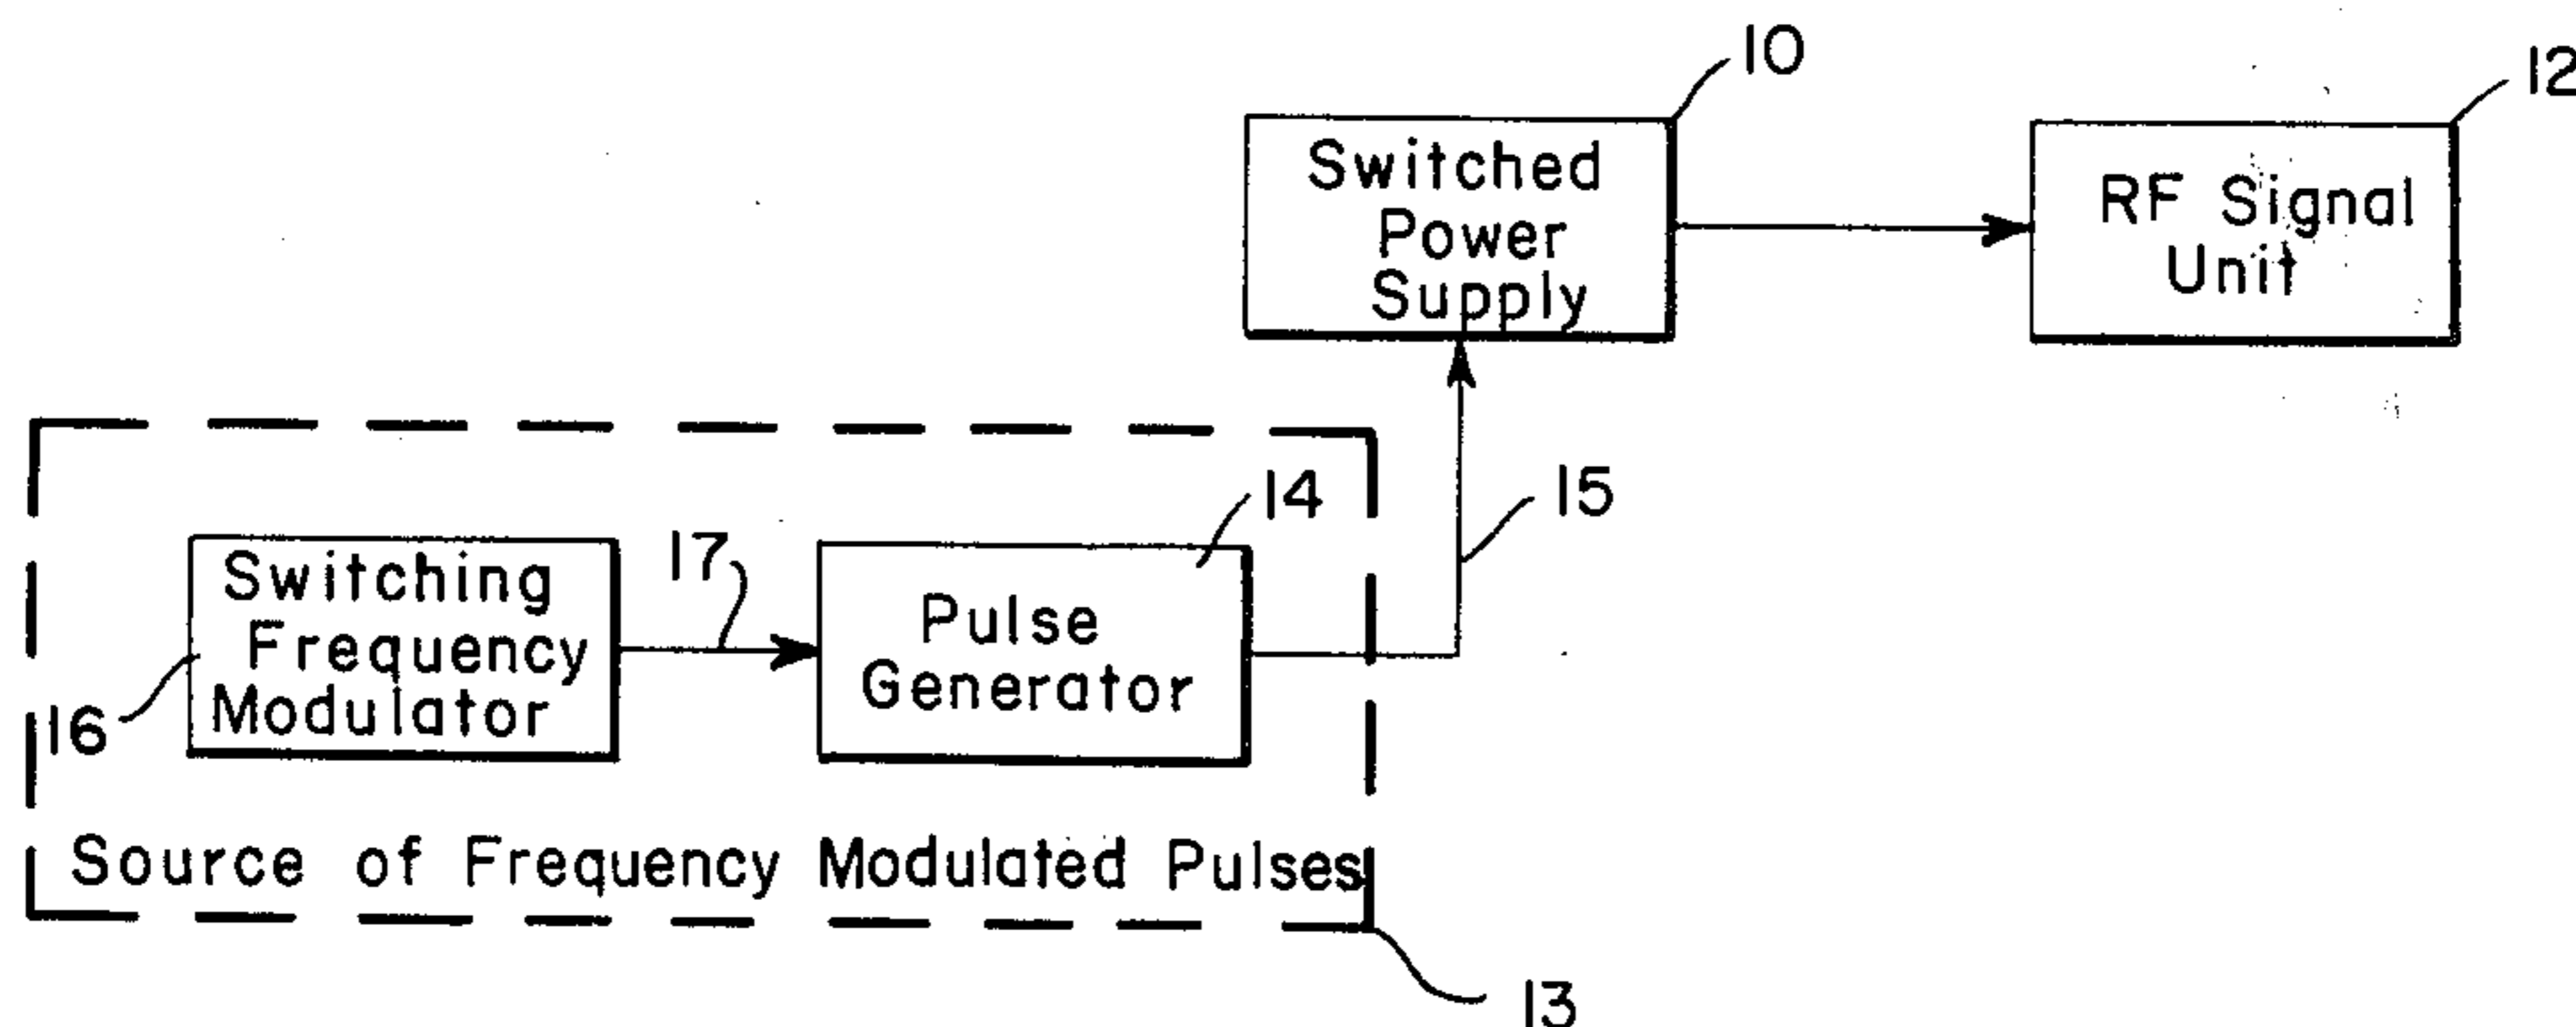 10
12
Switched
Power
Supply
RF Signal
Unit
14
15
17
Switching
Frequency
Modulator
Pulse
Generator
16
Source of Frequency Modulated Pulses
13